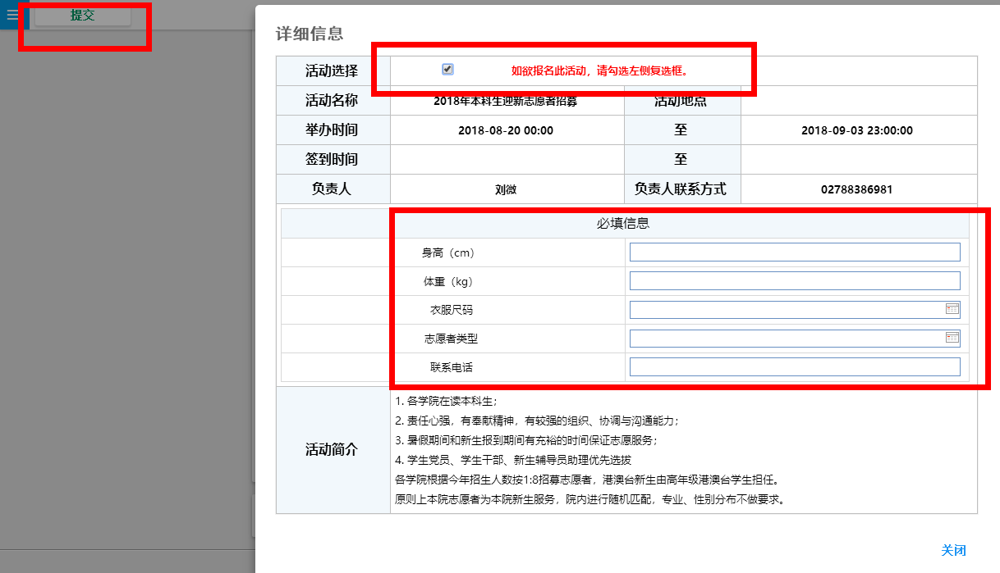 提交
详细信息
活动选择 如欲报名此活动，请勾选左侧复选框。
活动名称 2018年本科生迎新志愿者招募 活动地点
举办时间 2018-08-20 00:00 至 2018-09-03 23:00:00
签到时间 至
负责人 刘微 负责人联系方式 02788386981
必填信息
身高（cm）
体重（kg）
衣服尺码
志愿者类型
联系电话
活动简介
1. 各学院在读本科生；
2. 责任心强，有奉献精神，有较强的组织、协调与沟通能力；
3. 暑假期间和新生报到期间有充裕的时间保证志愿服务；
4. 学生党员、学生干部、新生辅导员助理优先选拔
各学院根据今年招生人数按1:8招募志愿者，港澳台新生由高年级港澳台学生担任。
原则上本院志愿者为本院新生服务，院内进行随机匹配，专业、性别分布不做要求。
关闭